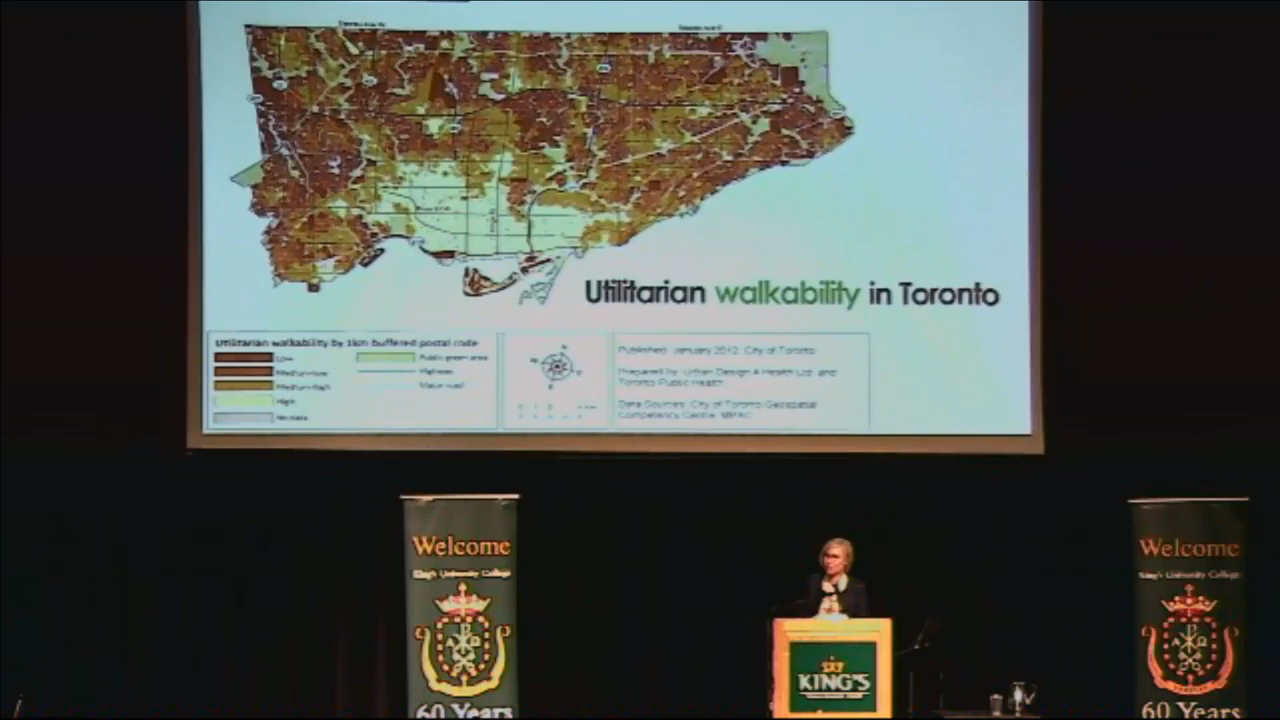 Utilitarian walkability in Toronto
Utilitarian walkability by 1km buffered postal code
Low
Medium-low
Medium-high
High
No data
Public green area
Highway
Major road
Published: January 2012, City of Toronto
Prepared by: Urban Design 4 Health Ltd. and
Toronto Public Health
Data Sources: City of Toronto Geospatial
Competency Centre, MPAC
Welcome
King's University College
60 Years
KING'S
Welcome
King's University College
60 Years